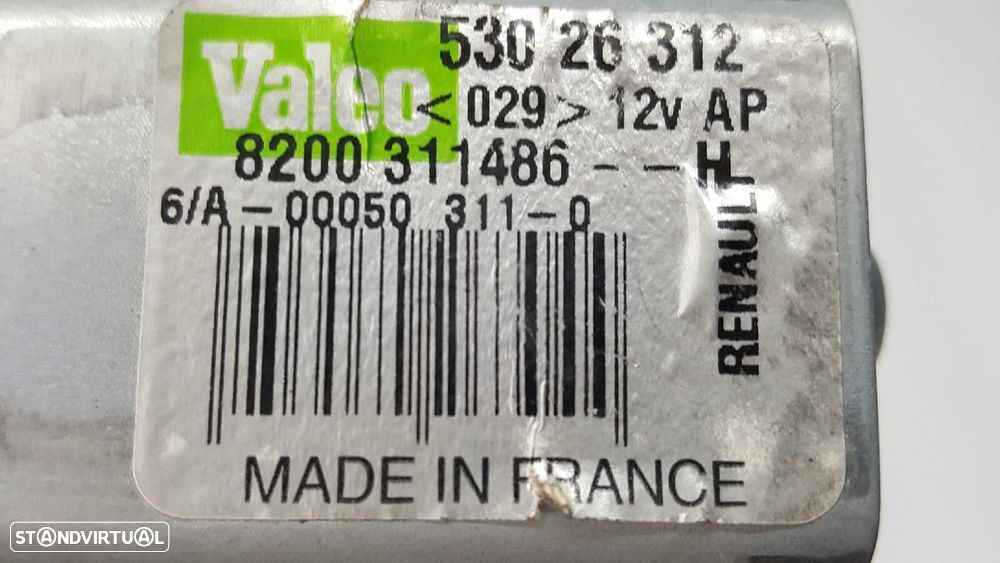 Valeo 530 26 312
<029> 12v AP
8200 311486 - - H
6/A - 00050 311-0
RENAULT
MADE IN FRANCE
STANDVIRTUAL